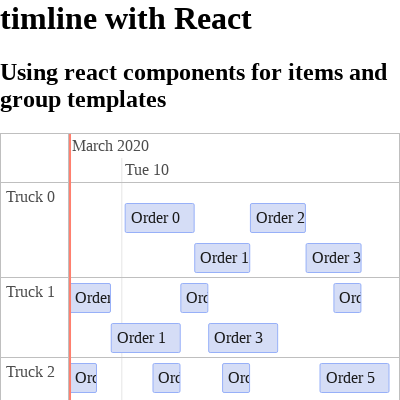 timline with React
Using react components for items and
group templates
March 2020
Tue 10
Truck 0
Order 0
Order 2
Order 1
Order 3
Truck 1
Order
Orc
Orc
Order 1
Order 3
Truck 2
Orc
Orc
Orc
Order 5